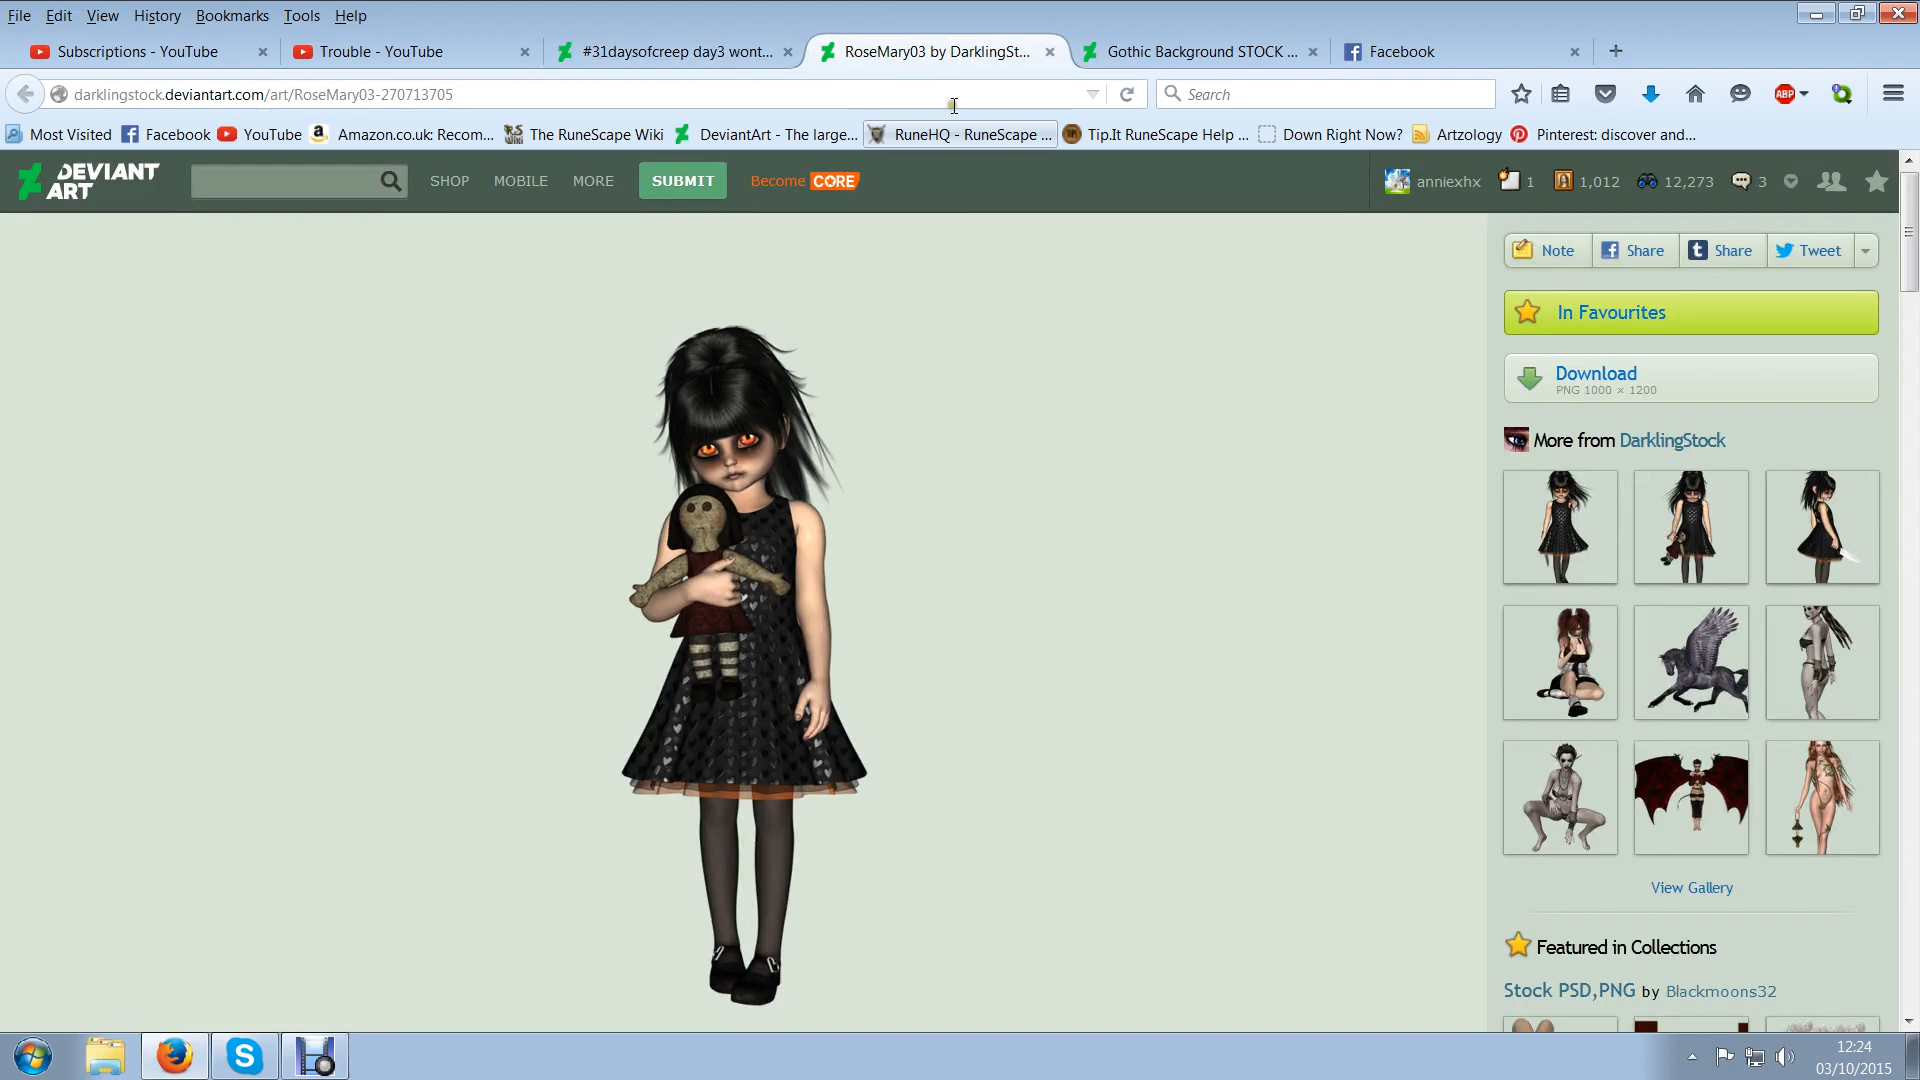 File Edit View History Bookmarks Tools Help
Subscriptions - YouTube
Trouble - YouTube
#31daysofcreep day3 wont...
RoseMary03 by DarklingSt...
Gothic Background STOCK ...
Facebook
darklingstock.deviantart.com/art/RoseMary03-270713705
Search
ABP
Most Visited Facebook YouTube Amazon.co.uk: Recom... The RuneScape Wiki DeviantArt - The large... RuneHQ - RuneScape ... Tip.It RuneScape Help ... Down Right Now? Artzology Pinterest: discover and...
DEVIANT
ART
SHOP MOBILE MORE SUBMIT Become CORE
anniexhx 1 1,012 12,273 3
Note Share Share Tweet
In Favourites
Download
PNG 1000 × 1200
More from DarklingStock
View Gallery
Featured in Collections
Stock PSD,PNG by Blackmoons32
12:24
03/10/2015